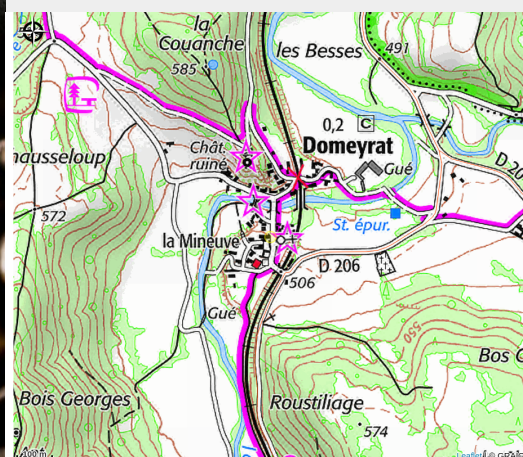 la
Couanche
585
les Besses
491
0,2 C
Domeyrat
Chât.
ruiné
Gué
hausseloup
D 20
572
St. épur.
la Mineuve
D 206
506
Gué
550
Bos G
Bois Georges
Roustiliage
574
400 m
Leaflet